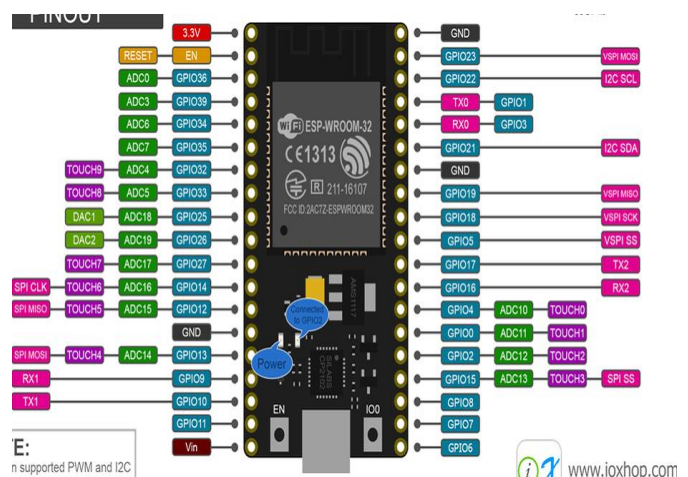 PINOUT
3.3V
GND
RESET EN
GPIO23 VSPI MOSI
ADC0 GPIO36
GPIO22 I2C SCL
ADC3 GPIO39
TX0 GPIO1
ADC6 GPIO34
RX0 GPIO3
ADC7 GPIO35
GPIO21 I2C SDA
TOUCH9 ADC4 GPIO32
GND
TOUCH8 ADC5 GPIO33
GPIO19 VSPI MISO
DAC1 ADC18 GPIO25
GPIO18 VSPI SCK
DAC2 ADC19 GPIO26
GPIO5 VSPI SS
TOUCH7 ADC17 GPIO27
GPIO17 TX2
SPI CLK TOUCH6 ADC16 GPIO14
GPIO16 RX2
SPI MISO TOUCH5 ADC15 GPIO12
GPIO4 ADC10 TOUCH0
GND
GPIO0 ADC11 TOUCH1
SPI MOSI TOUCH4 ADC14 GPIO13
GPIO2 ADC12 TOUCH2
RX1 GPIO9
GPIO15 ADC13 TOUCH3 SPI SS
TX1 GPIO10
GPIO8
GPIO11
GPIO7
Vin
GPIO6
WiFi ESP-WROOM-32
CE1313
R 211-16107
FCC ID:2AC7Z-ESPWROOM32
AMS1117
Connected
to GPIO2
Power
SILABS
CP2102
EN
IO0
TE:
n supported PWM and I2C
www.ioxhop.com